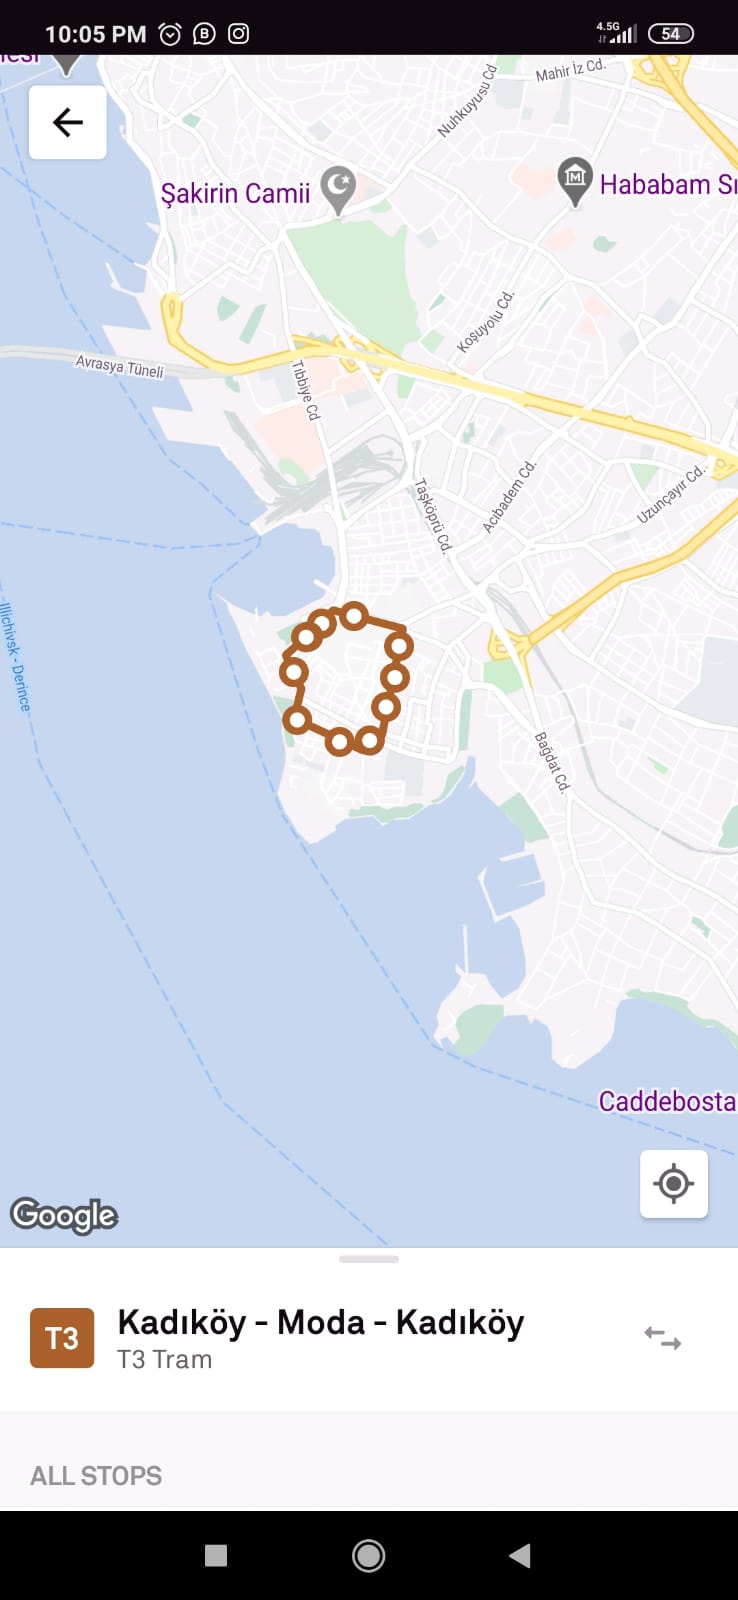 10:05 PM
4.5G
54
Nuhkuyusu Cd
Mahir İz Cd.
Şakirin Camii
Hababam Sı
Koşuyolu Cd.
Avrasya Tüneli
Tıbbiye Cd
Taşköprü Cd.
Acıbadem Cd.
Uzunçayır Cd.
Illichivsk - Derince
Bağdat Cd.
Caddebosta
Google
T3
Kadıköy - Moda - Kadıköy
T3 Tram
ALL STOPS